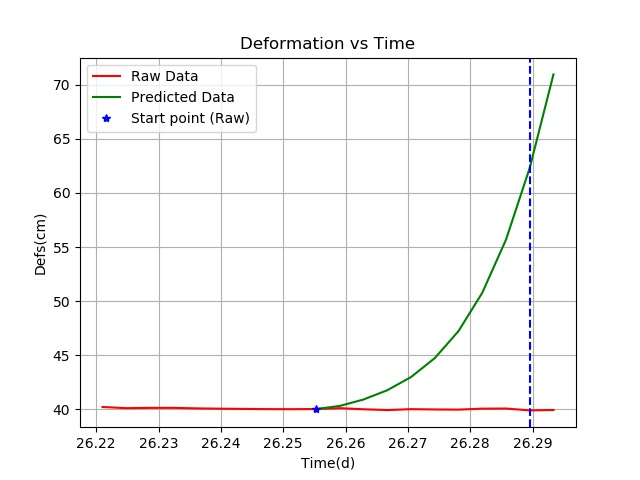 Deformation vs Time
Raw Data
Predicted Data
Start point (Raw)
70
65
60
55
50
45
40
Defs(cm)
26.22 26.23 26.24 26.25 26.26 26.27 26.28 26.29
Time(d)